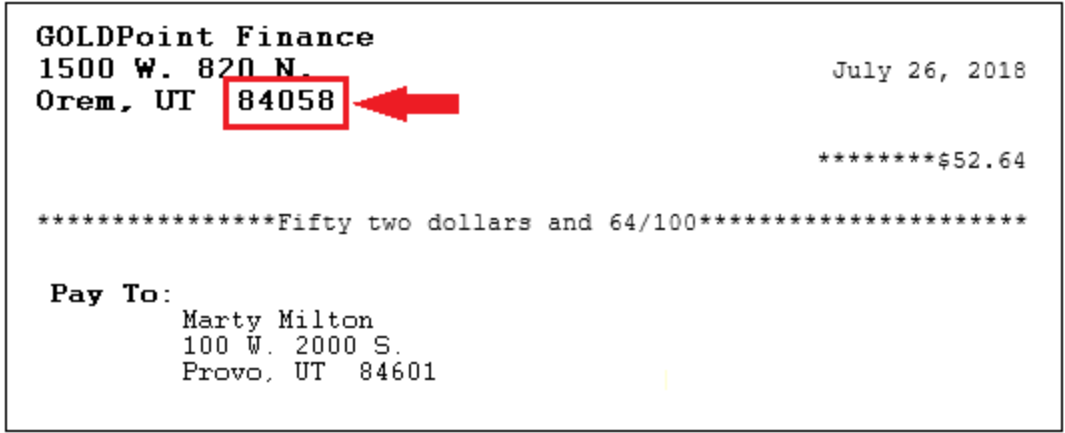 GOLDPoint Finance
1500 W. 820 N.
July 26, 2018
Orem, UT 84058
********$52.64
****************Fifty two dollars and 64/100**********************
Pay To:
Marty Milton
100 W. 2000 S.
Provo, UT 84601